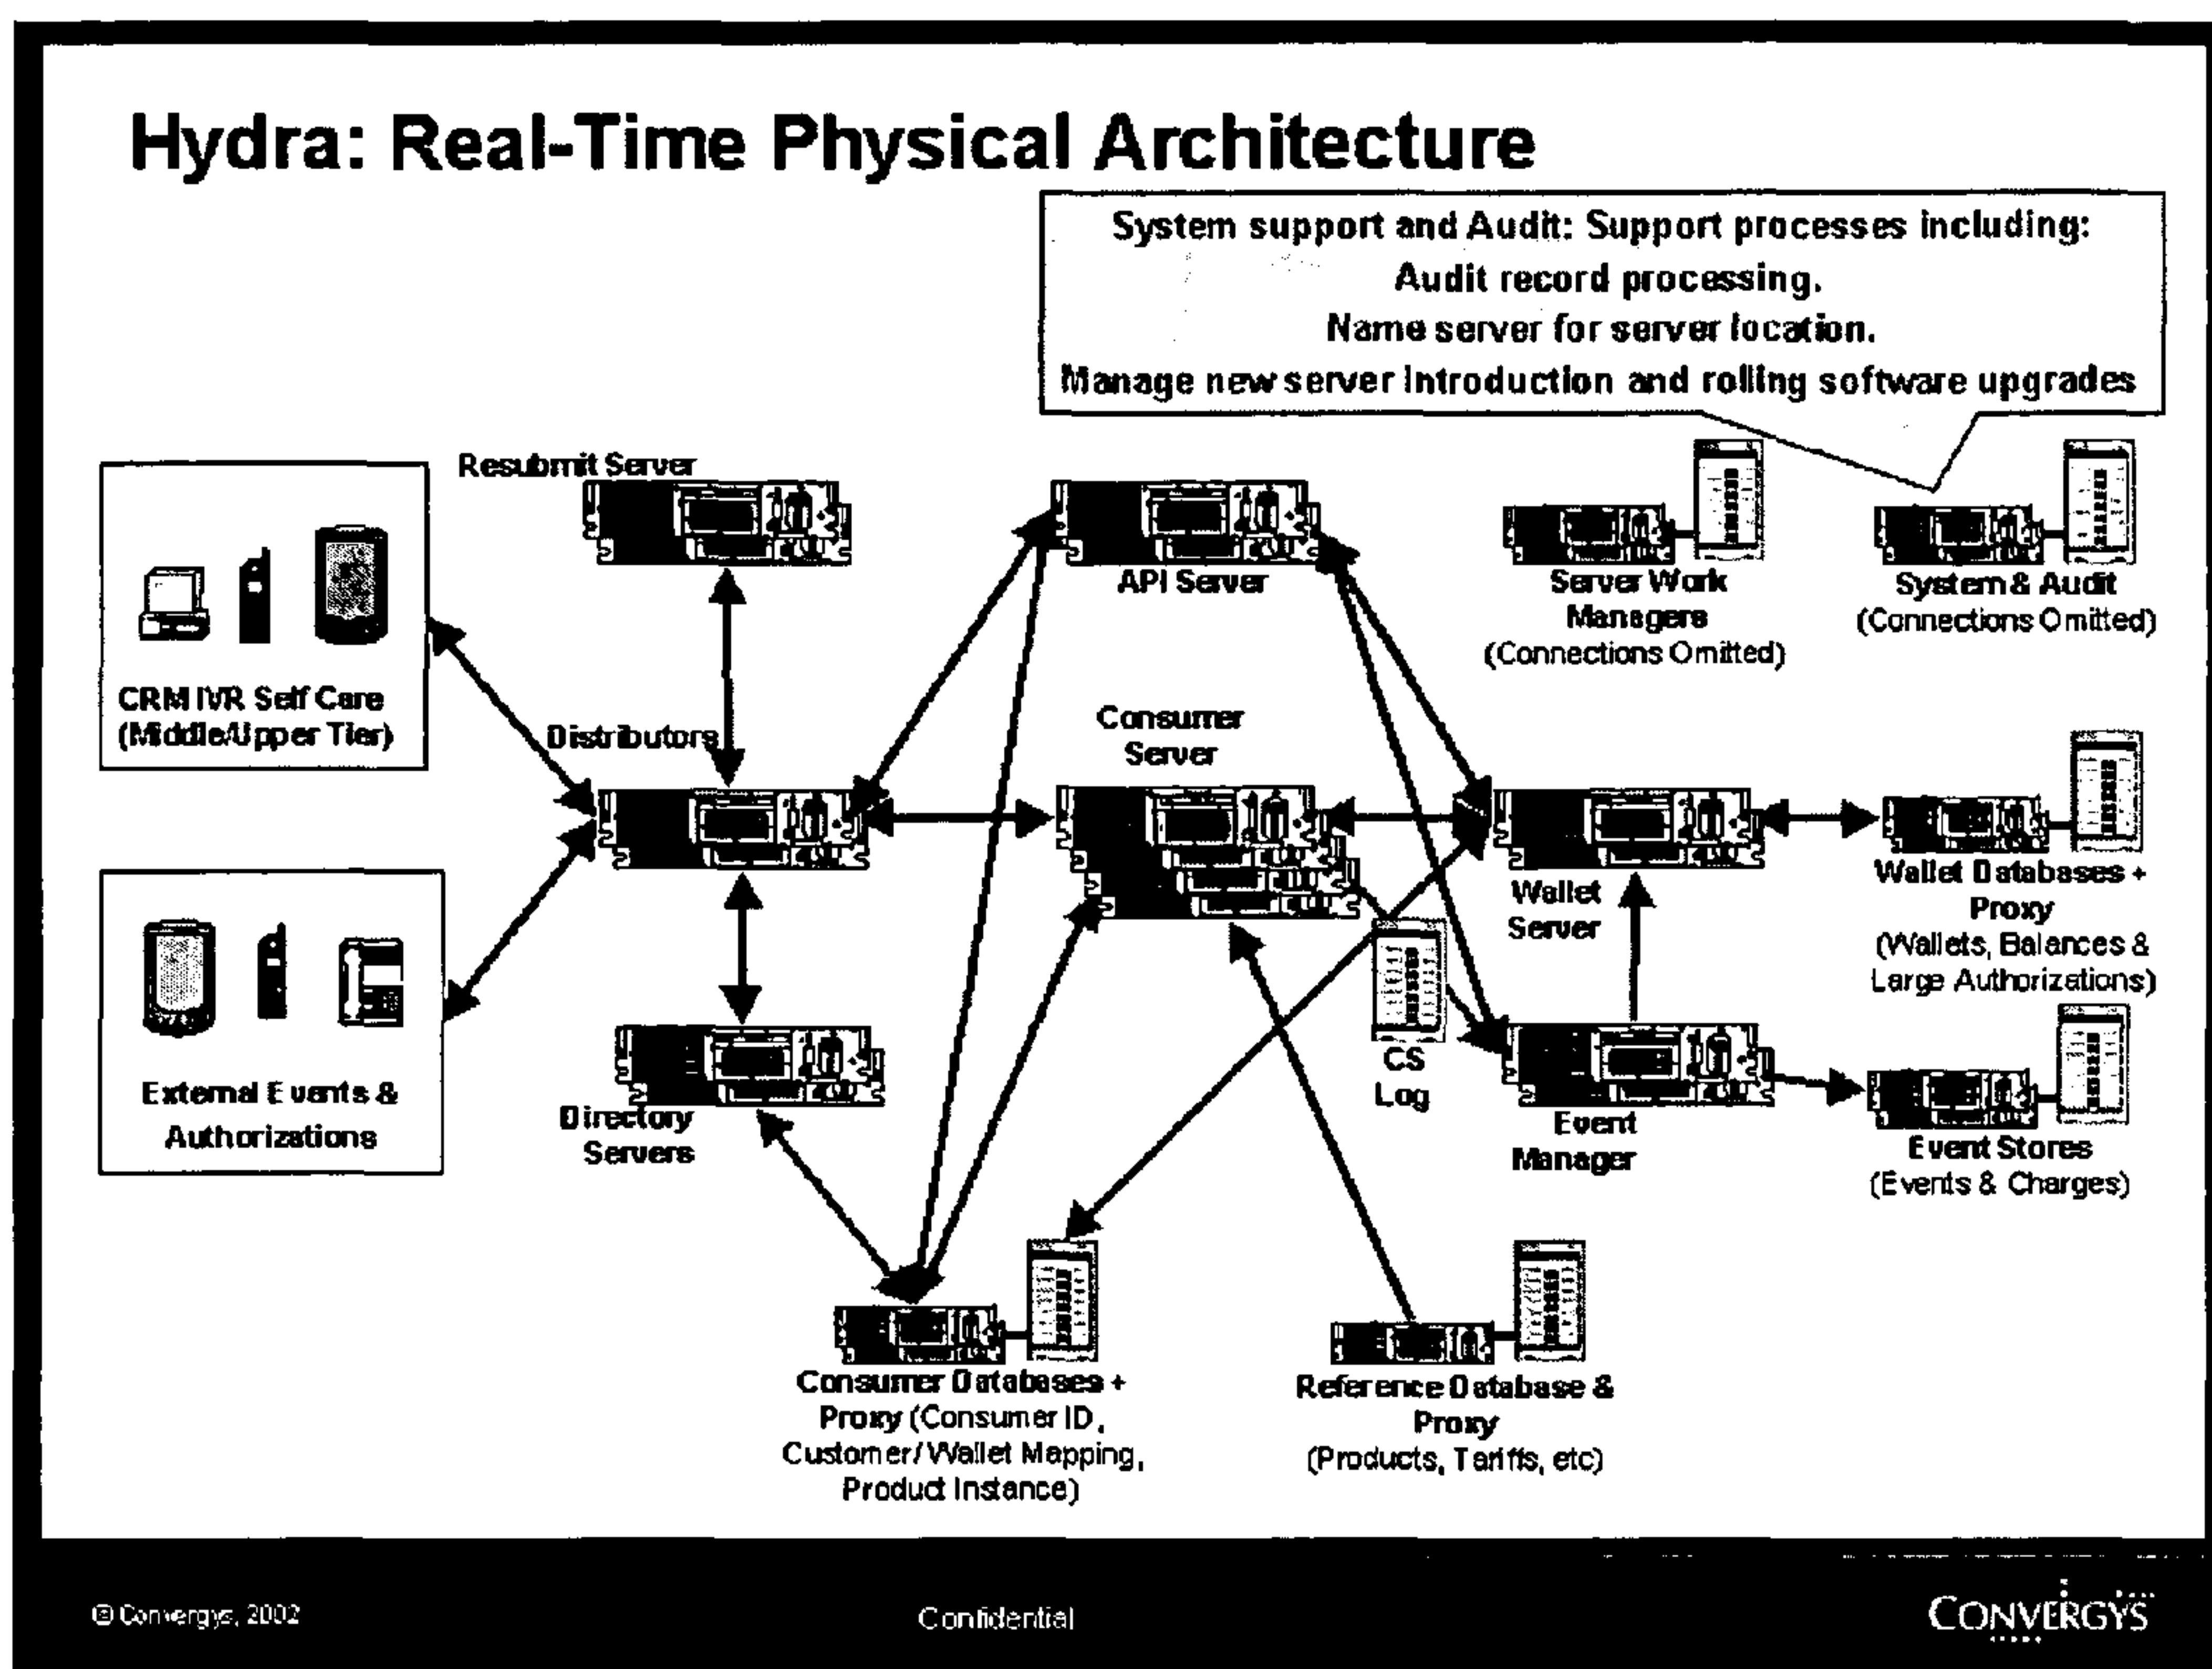 Hydra: Real-Time Physical Architecture
System support and Audit: Support processes including:
Audit record processing.
Name server for server location.
Manage new server introduction and rolling software upgrades
Resubmit Server
API Server
Server Work
Managers
(Connections Omitted)
System & Audit
(Connections Omitted)
CRM IVR Self Care
(Middle/Upper Tier)
Distributors
Consumer
Server
Wallet
Server
Wallet Databases +
Proxy
(Wallets, Balances &
Large Authorizations)
External Events &
Authorizations
Directory
Servers
CS
Log
Event
Manager
Event Stores
(Events & Charges)
Consumer Databases +
Proxy (Consumer ID,
Customer/Wallet Mapping,
Product Instance)
Reference Database &
Proxy
(Products, Tariffs, etc)
© Convergys, 2002
Confidential
CONVERGYS